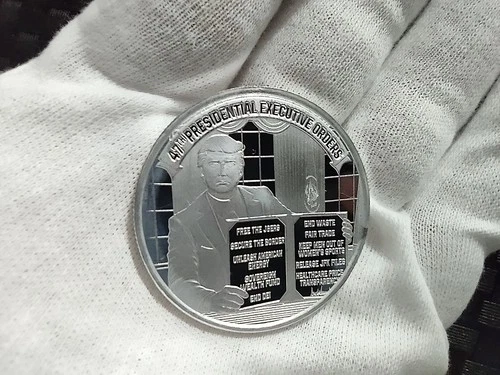 47TH PRESIDENTIAL EXECUTIVE ORDERS
FREE THE J6ERS
SECURE THE BORDER
UNLEASH AMERICAN
ENERGY
SOVEREIGN
WEALTH FUND
END DEI
END WASTE
FAIR TRADE
KEEP MEN OUT OF
WOMEN'S SPORTS
RELEASE JFK FILES
HEALTHCARE PRICE
TRANSPARENCY